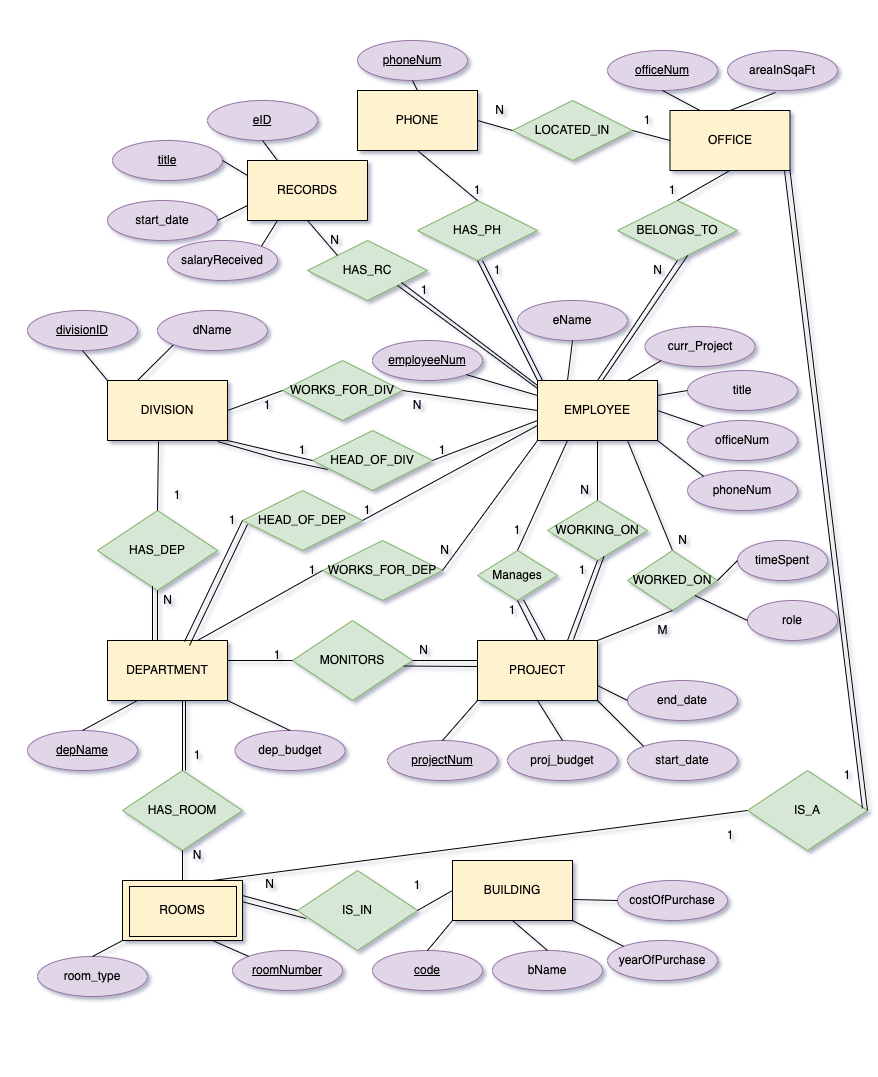 phoneNum
officeNum
areaInSqaFt
PHONE
N
LOCATED_IN
1
OFFICE
eID
title
RECORDS
start_date
salaryReceived
N
HAS_RC
1
1
HAS_PH
1
1
BELONGS_TO
N
divisionID
dName
eName
employeeNum
curr_Project
title
officeNum
phoneNum
DIVISION
1
WORKS_FOR_DIV
N
EMPLOYEE
1
HEAD_OF_DIV
1
1
HAS_DEP
N
1
HEAD_OF_DEP
1
1
WORKS_FOR_DEP
N
1
Manages
1
N
WORKING_ON
1
N
WORKED_ON
M
timeSpent
role
DEPARTMENT
1
MONITORS
N
PROJECT
end_date
start_date
proj_budget
projectNum
depName
dep_budget
1
HAS_ROOM
N
1
IS_A
1
ROOMS
N
IS_IN
1
BUILDING
costOfPurchase
yearOfPurchase
room_type
roomNumber
code
bName